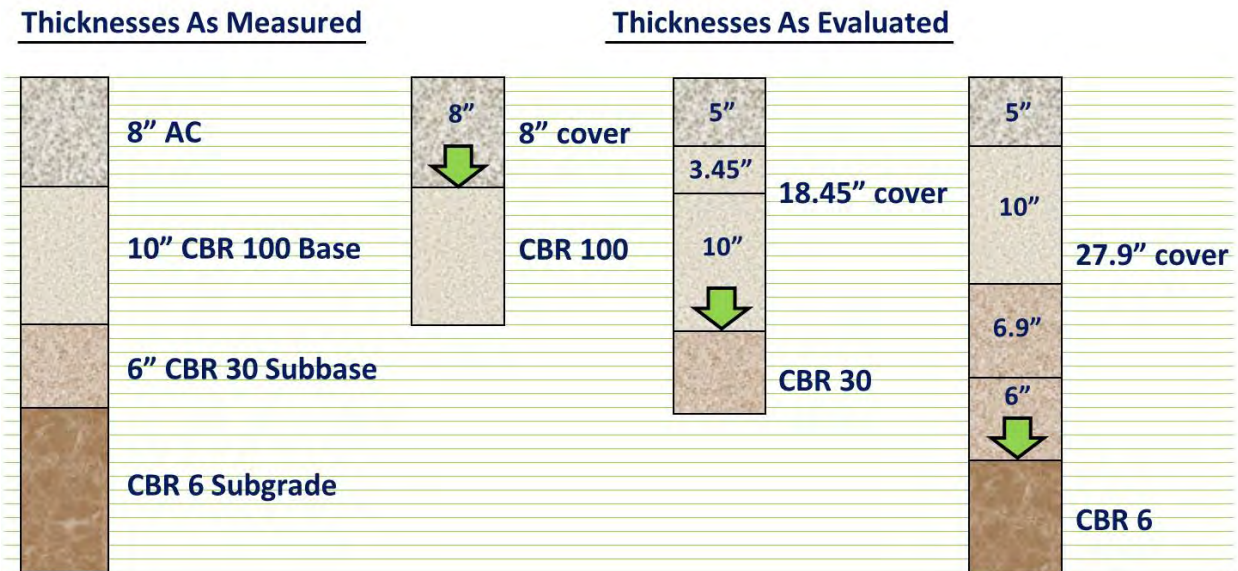 Thicknesses As Measured
Thicknesses As Evaluated
8” AC
10” CBR 100 Base
6” CBR 30 Subbase
CBR 6 Subgrade
8”
8” cover
CBR 100
5”
3.45”
18.45” cover
10”
CBR 30
5”
10”
27.9” cover
6.9”
6”
CBR 6